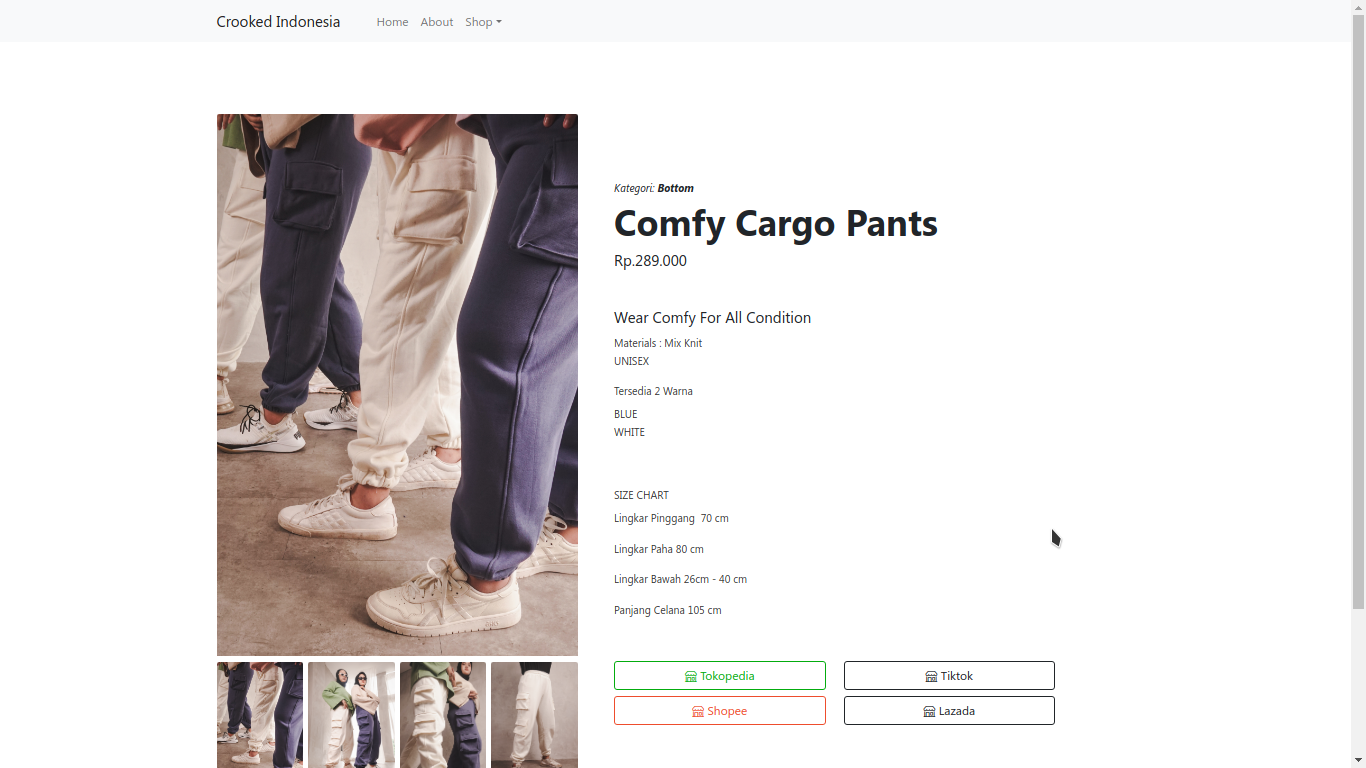 Crooked Indonesia Home About Shop
Kategori: Bottom
Comfy Cargo Pants
Rp.289.000
Wear Comfy For All Condition
Materials : Mix Knit
UNISEX
Tersedia 2 Warna
BLUE
WHITE
SIZE CHART
Lingkar Pinggang  70 cm
Lingkar Paha 80 cm
Lingkar Bawah 26cm - 40 cm
Panjang Celana 105 cm
Tokopedia Tiktok
Shopee Lazada